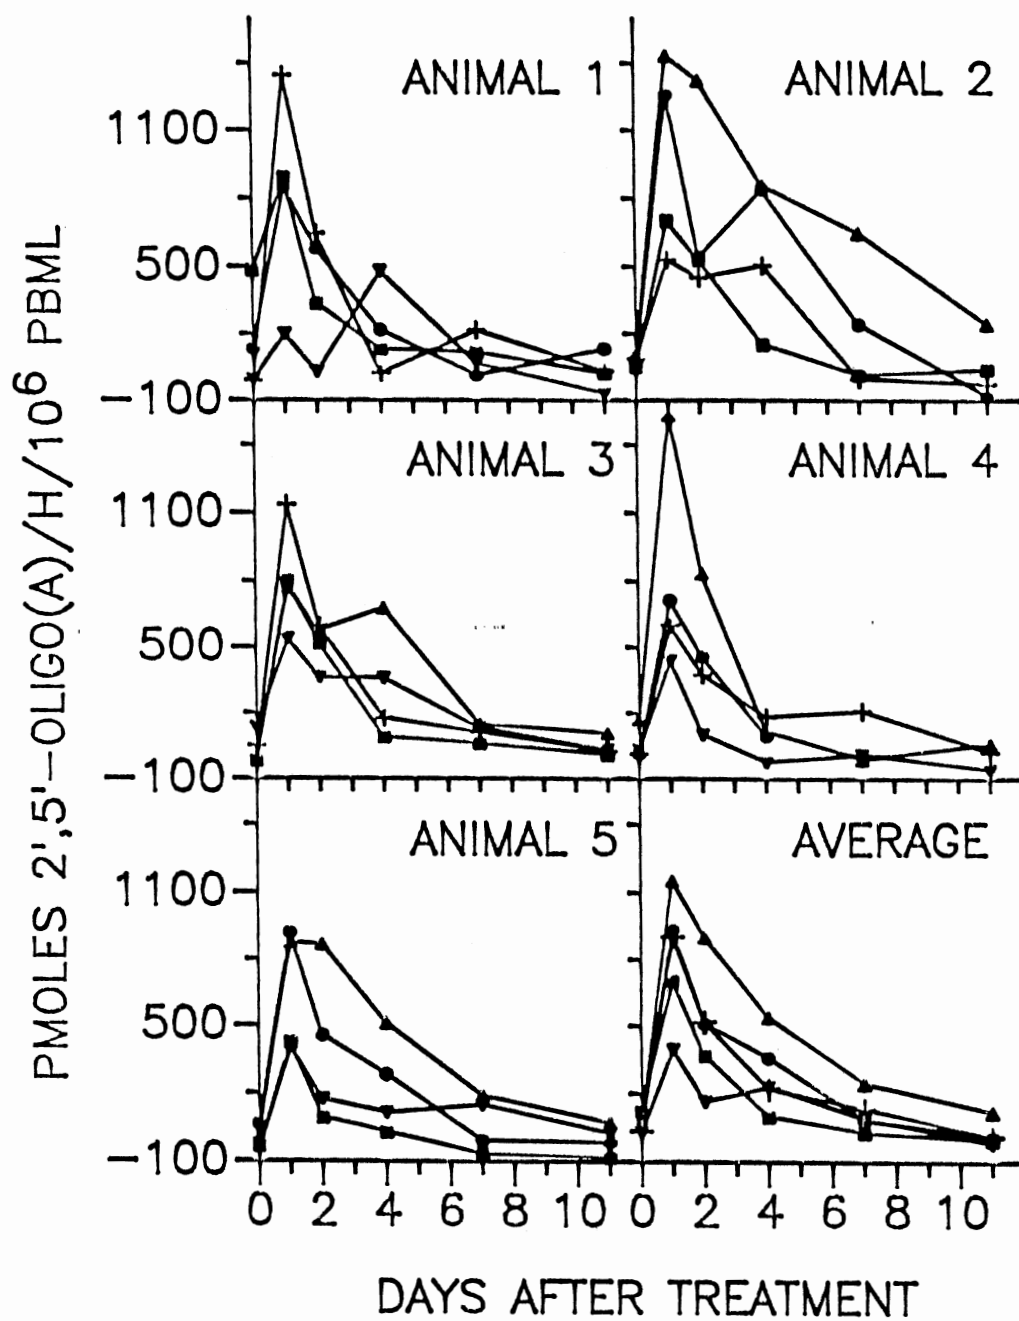 PMOLES 2',5'-OLIGO(A)/H/10⁶ PBML
ANIMAL 1
ANIMAL 2
1100
500
-100
ANIMAL 3
ANIMAL 4
1100
500
-100
ANIMAL 5
AVERAGE
1100
500
-100
0 2 4 6 8 10 0 2 4 6 8 10
DAYS AFTER TREATMENT